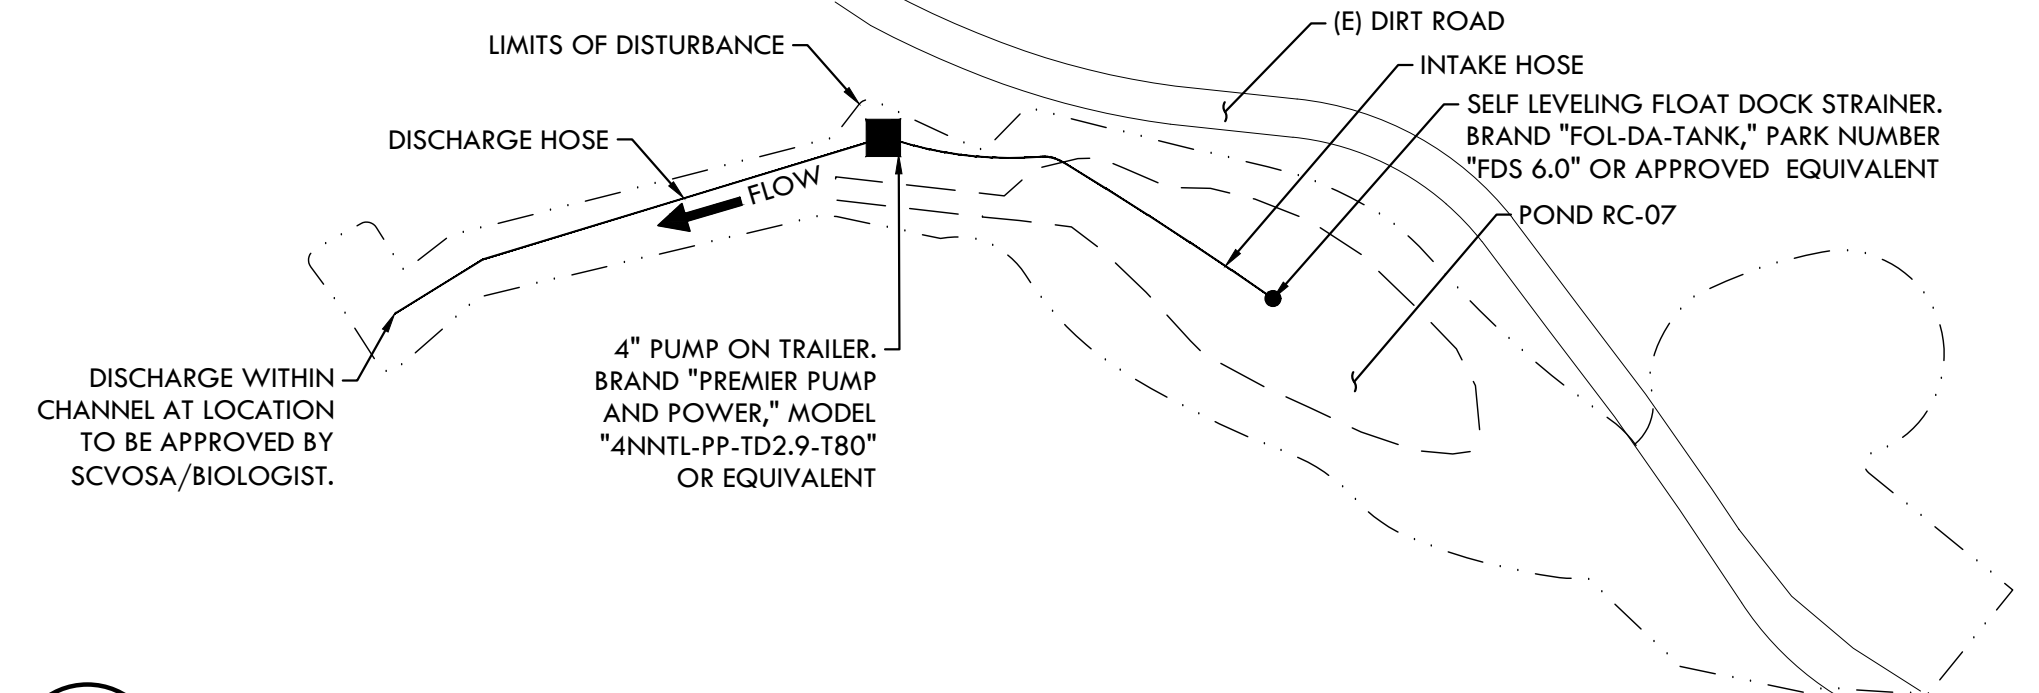 (E) DIRT ROAD
LIMITS OF DISTURBANCE
INTAKE HOSE
SELF LEVELING FLOAT DOCK STRAINER.
BRAND "FOL-DA-TANK," PARK NUMBER
"FDS 6.0" OR APPROVED EQUIVALENT
DISCHARGE HOSE
FLOW
POND RC-07
4" PUMP ON TRAILER.
BRAND "PREMIER PUMP
AND POWER," MODEL
"4NNTL-PP-TD2.9-T80"
OR EQUIVALENT
DISCHARGE WITHIN
CHANNEL AT LOCATION
TO BE APPROVED BY
SCVOSA/BIOLOGIST.